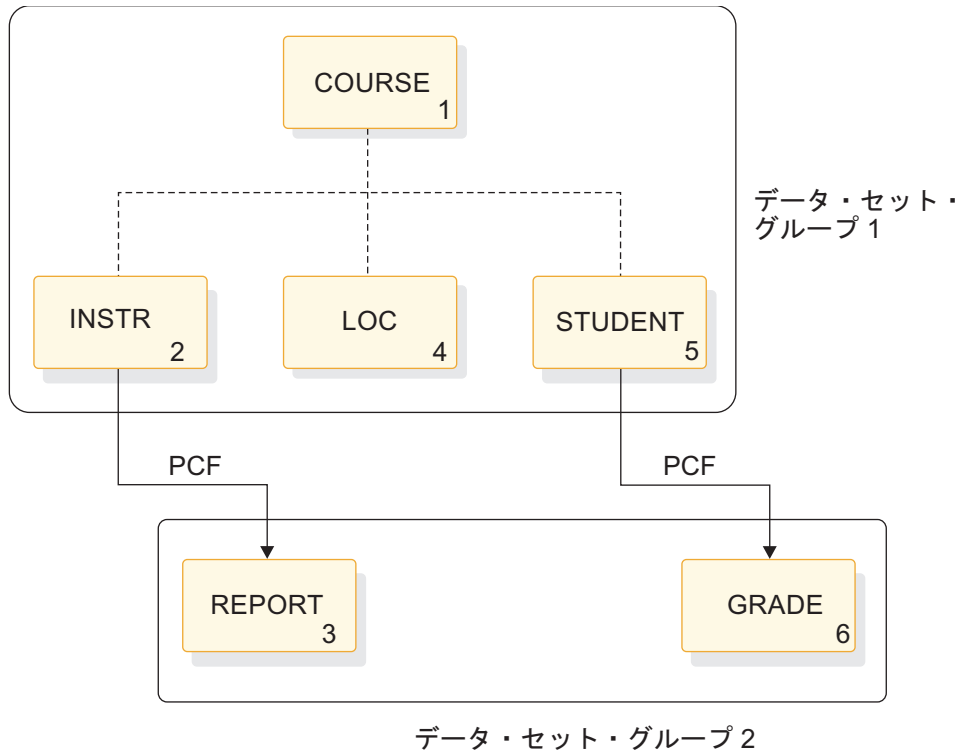 COURSE
1
データ・セット・
グループ 1
INSTR
2
LOC
4
STUDENT
5
PCF
PCF
REPORT
3
GRADE
6
データ・セット・グループ 2